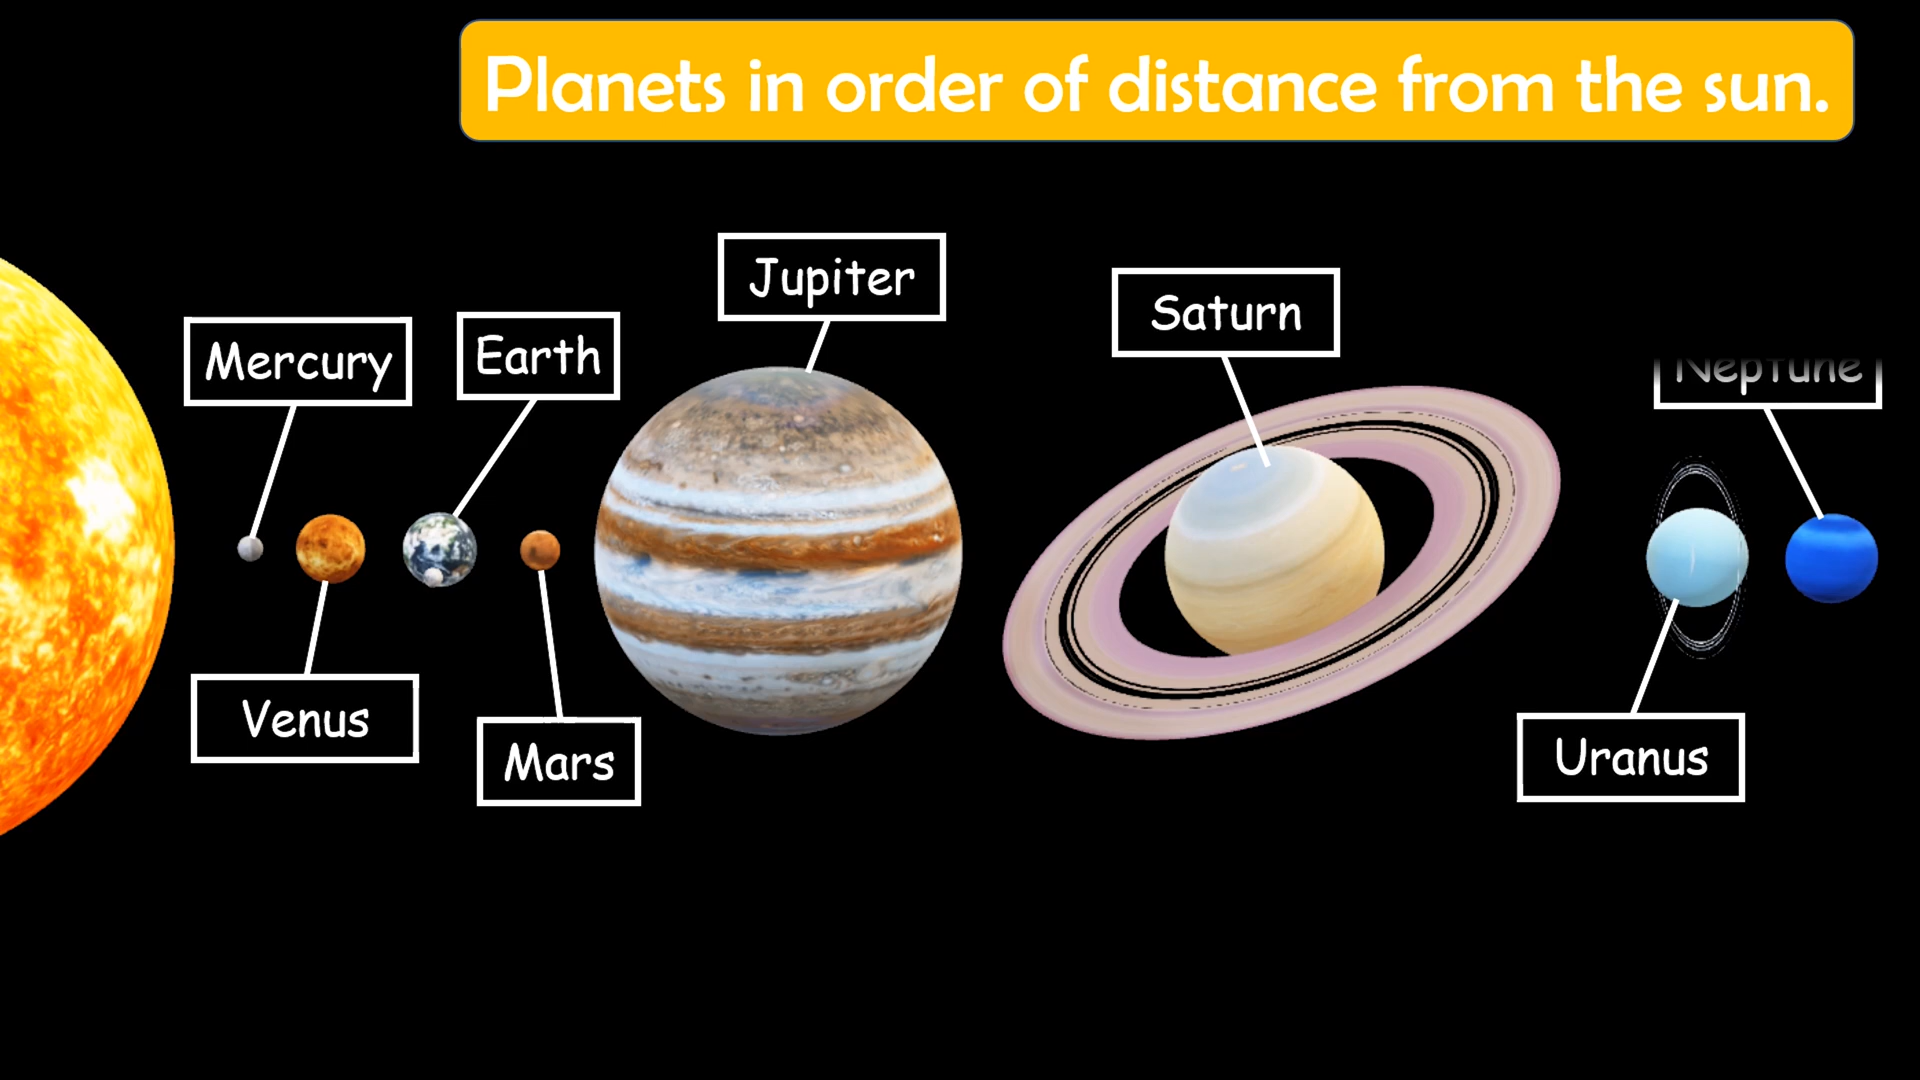 Planets in order of distance from the sun.
Jupiter
Saturn
Mercury
Earth
Neptune
Venus
Mars
Uranus